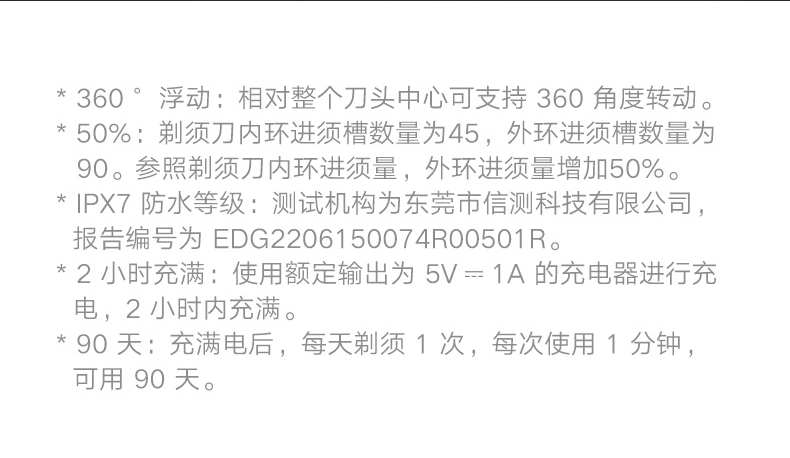 * 360 ° 浮动：相对整个刀头中心可支持 360 角度转动。
* 50%：剃须刀内环进须槽数量为45，外环进须槽数量为
90。参照剃须刀内环进须量，外环进须量增加50%。
* IPX7 防水等级：测试机构为东莞市信测科技有限公司，
报告编号为 EDG2206150074R00501R。
* 2 小时充满：使用额定输出为 5V⎓1A 的充电器进行充
电，2 小时内充满。
* 90 天：充满电后，每天剃须 1 次，每次使用 1 分钟，
可用 90 天。